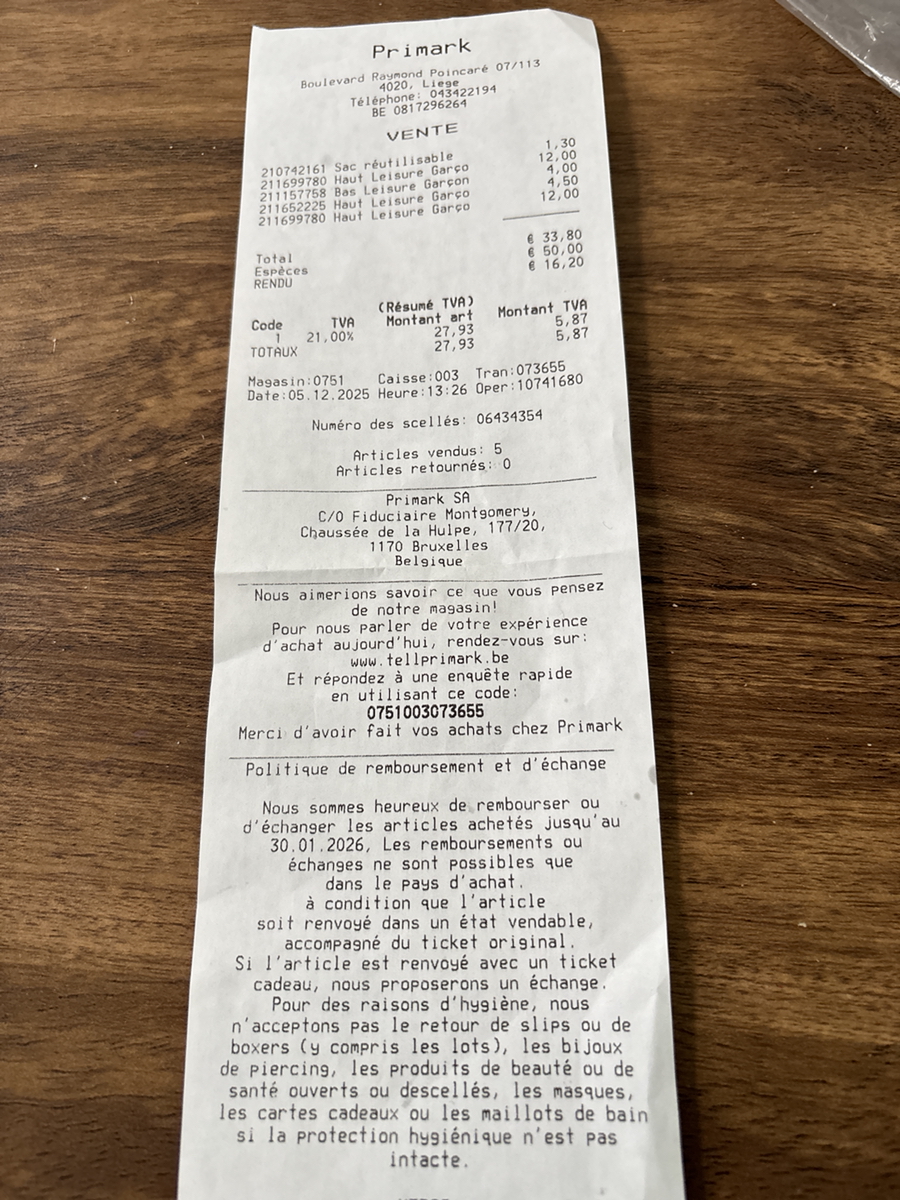 Primark
Boulevard Raymond Poincaré 07/113
4020, Liege
Téléphone: 043422194
BE 0817296264
VENTE
210742161 Sac réutilisable 1,30
211699780 Haut Leisure Garço 12,00
211157758 Bas Leisure Garçon 4,00
211652225 Haut Leisure Garço 4,50
211699780 Haut Leisure Garço 12,00
Total € 33,80
Espèces € 50,00
RENDU € 16,20
(Résumé TVA)
Code TVA Montant art Montant TVA
1 21,00% 27,93 5,87
TOTAUX 27,93 5,87
Magasin:0751 Caisse:003 Tran:073655
Date:05.12.2025 Heure:13:26 Oper:10741680
Numéro des scellés: 06434354
Articles vendus: 5
Articles retournés: 0
Primark SA
C/O Fiduciaire Montgomery,
Chaussée de la Hulpe, 177/20,
1170 Bruxelles
Belgique
Nous aimerions savoir ce que vous pensez
de notre magasin!
Pour nous parler de votre expérience
d'achat aujourd'hui, rendez-vous sur:
www.tellprimark.be
Et répondez à une enquête rapide
en utilisant ce code:
0751003073655
Merci d'avoir fait vos achats chez Primark
Politique de remboursement et d'échange
Nous sommes heureux de rembourser ou
d'échanger les articles achetés jusqu'au
30.01.2026, Les remboursements ou
échanges ne sont possibles que
dans le pays d'achat.
à condition que l'article
soit renvoyé dans un état vendable,
accompagné du ticket original.
Si l'article est renvoyé avec un ticket
cadeau, nous proposerons un échange.
Pour des raisons d'hygiène, nous
n'acceptons pas le retour de slips ou de
boxers (y compris les lots), les bijoux
de piercing, les produits de beauté ou de
santé ouverts ou descellés, les masques,
les cartes cadeaux ou les maillots de bain
si la protection hygiénique n'est pas
intacte.